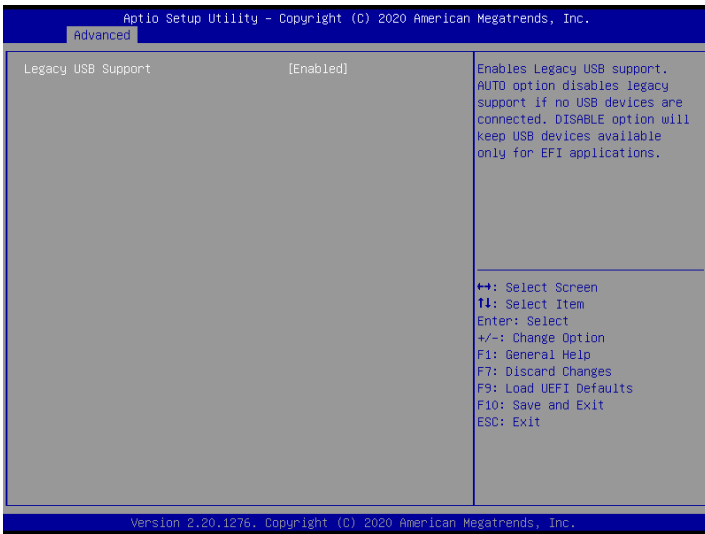 Aptio Setup Utility – Copyright (C) 2020 American Megatrends, Inc.
Advanced
Legacy USB Support [Enabled]
Enables Legacy USB support.
AUTO option disables legacy
support if no USB devices are
connected. DISABLE option will
keep USB devices available
only for EFI applications.
↔: Select Screen
↑↓: Select Item
Enter: Select
+/-: Change Option
F1: General Help
F7: Discard Changes
F9: Load UEFI Defaults
F10: Save and Exit
ESC: Exit
Version 2.20.1276. Copyright (C) 2020 American Megatrends, Inc.